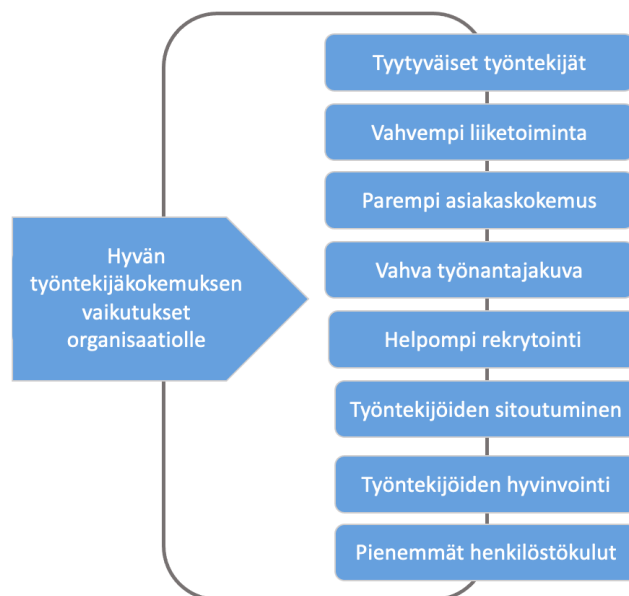 Tyytyväiset työntekijät
Vahvempi liiketoiminta
Parempi asiakaskokemus
Hyvän
työntekijäkokemuksen
vaikutukset
organisaatiolle
Vahva työnantajakuva
Helpompi rekrytointi
Työntekijöiden sitoutuminen
Työntekijöiden hyvinvointi
Pienemmät henkilöstökulut